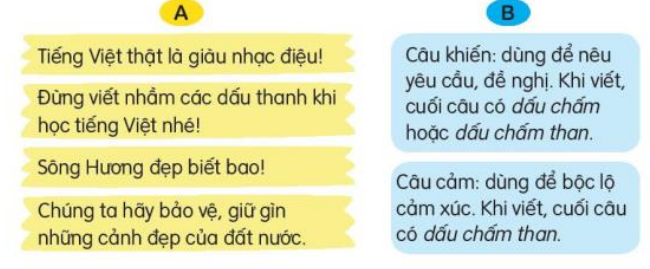 A
Tiếng Việt thật là giàu nhạc điệu!
Đừng viết nhầm các dấu thanh khi
học tiếng Việt nhé!
Sông Hương đẹp biết bao!
Chúng ta hãy bảo vệ, giữ gìn
những cảnh đẹp của đất nước.
B
Câu khiến: dùng để nêu
yêu cầu, đề nghị. Khi viết,
cuối câu có dấu chấm
hoặc dấu chấm than.
Câu cảm: dùng để bộc lộ
cảm xúc. Khi viết, cuối câu
có dấu chấm than.